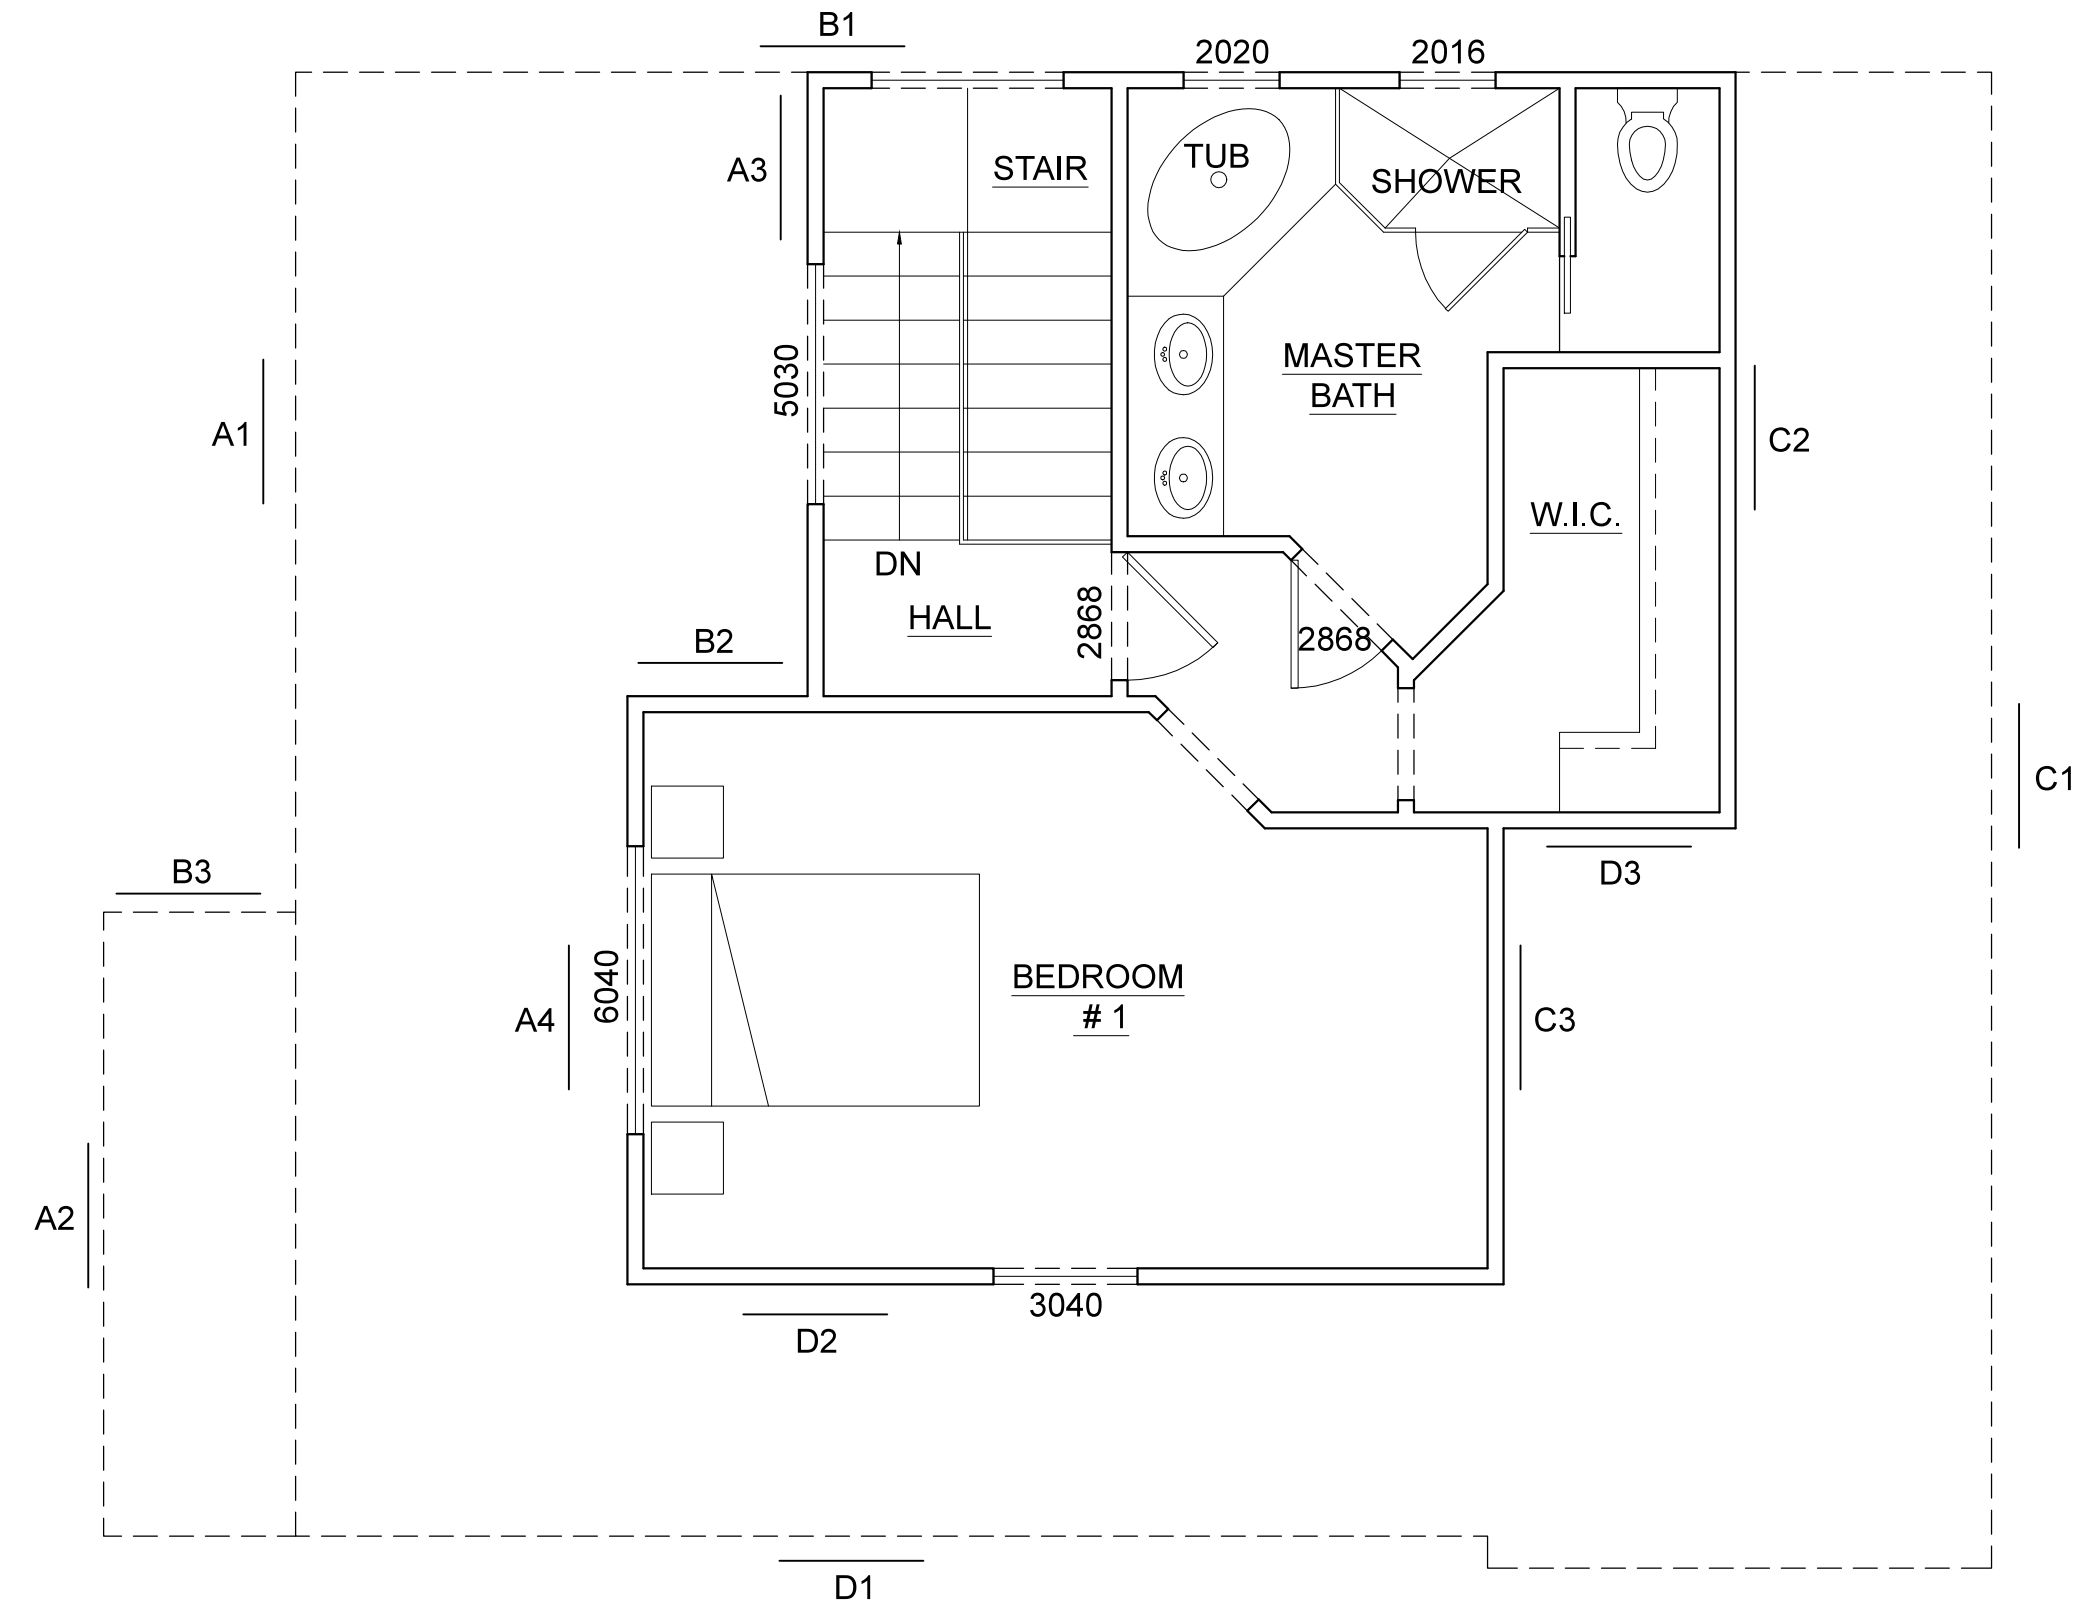 B1
2020
2016
A3
STAIR
TUB
SHOWER
5030
MASTER
BATH
A1
C2
W.I.C.
DN
HALL
2868
2868
B2
C1
B3
6040
BEDROOM
# 1
D3
A4
C3
A2
3040
D2
D1